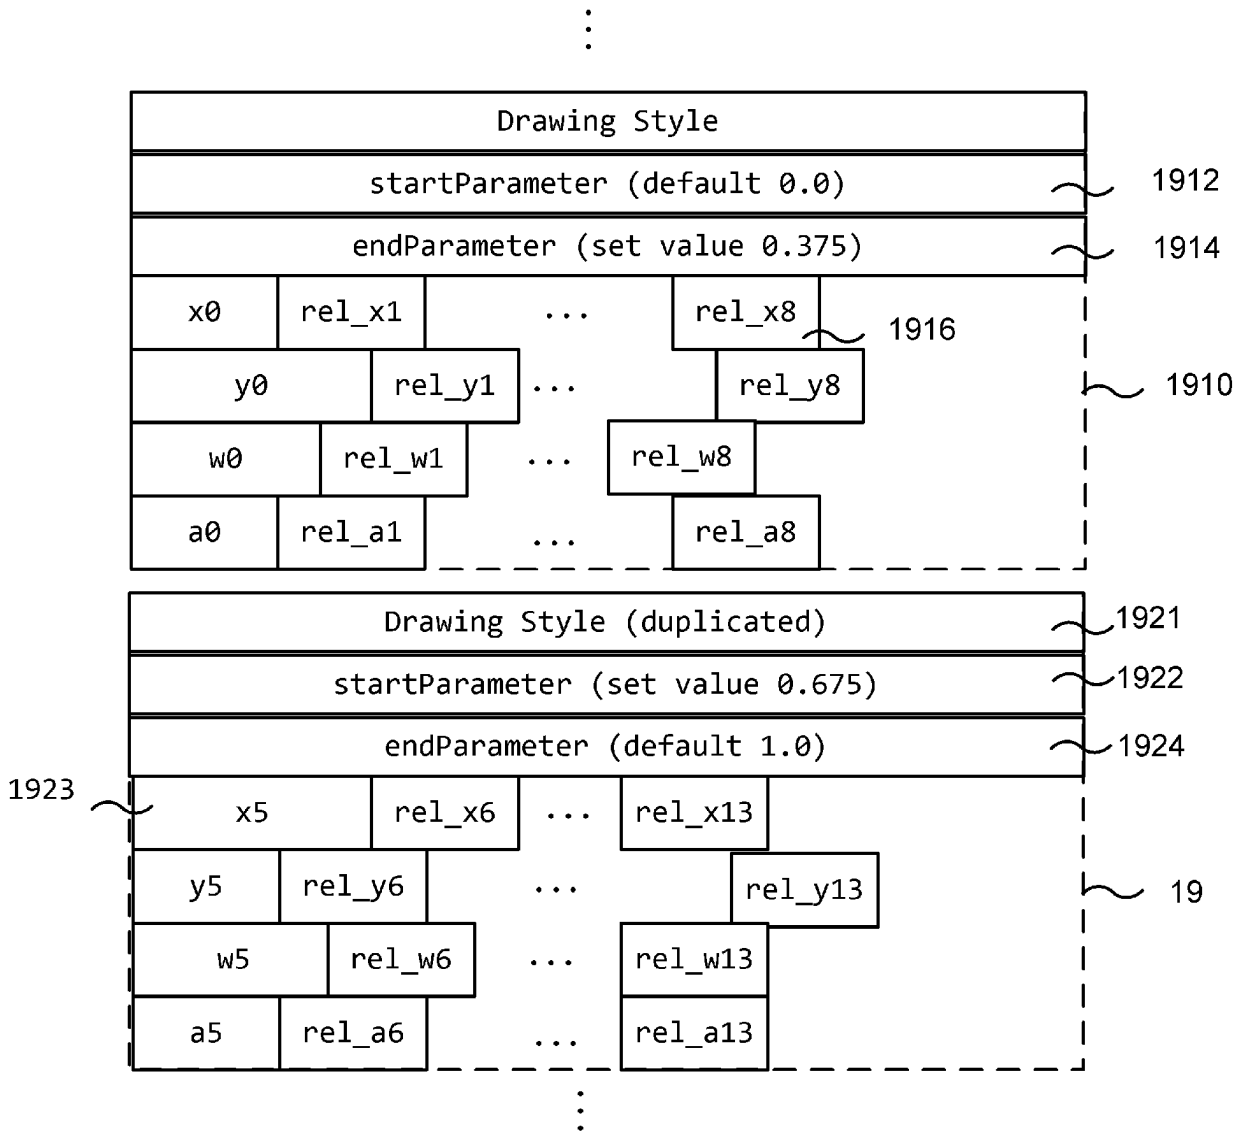 Drawing Style
startParameter (default 0.0) 1912
endParameter (set value 0.375) 1914
x0 rel_x1 ... rel_x8 1916
y0 rel_y1 ... rel_y8 1910
w0 rel_w1 ... rel_w8
a0 rel_a1 ... rel_a8
Drawing Style (duplicated) 1921
startParameter (set value 0.675) 1922
endParameter (default 1.0) 1924
1923 x5 rel_x6 ... rel_x13
y5 rel_y6 ... rel_y13 19
w5 rel_w6 ... rel_w13
a5 rel_a6 ... rel_a13